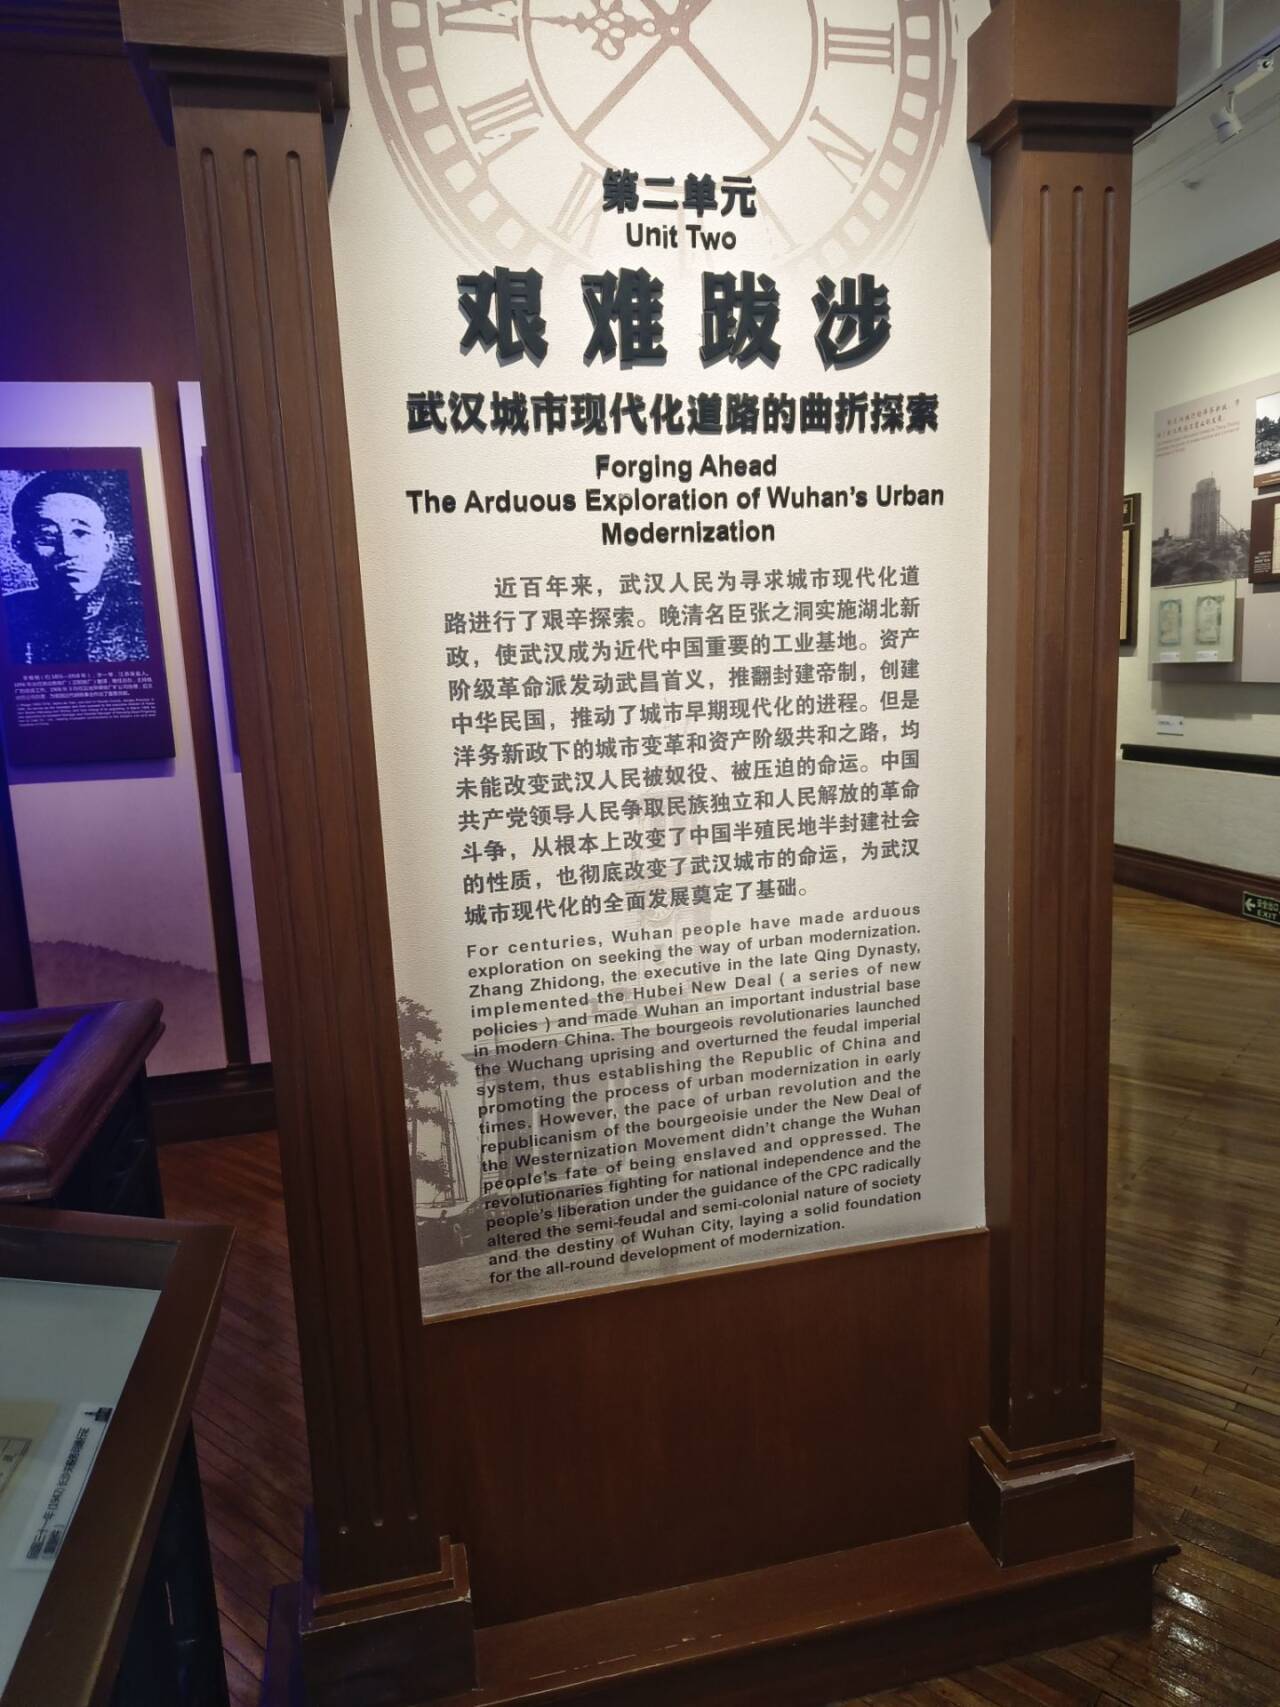 第二单元
Unit Two
艰难跋涉
武汉城市现代化道路的曲折探索
Forging Ahead
The Arduous Exploration of Wuhan's Urban
Modernization
近百年来，武汉人民为寻求城市现代化道
路进行了艰辛探索。晚清名臣张之洞实施湖北新
政，使武汉成为近代中国重要的工业基地。资产
阶级革命派发动武昌首义，推翻封建帝制，创建
中华民国，推动了城市早期现代化的进程。但是
洋务新政下的城市变革和资产阶级共和之路，均
未能改变武汉人民被奴役、被压迫的命运。中国
共产党领导人民争取民族独立和人民解放的革命
斗争，从根本上改变了中国半殖民地半封建社会
的性质，也彻底改变了武汉城市的命运，为武汉
城市现代化的全面发展奠定了基础。
For centuries, Wuhan people have made arduous
exploration on seeking the way of urban modernization.
Zhang Zhidong, the executive in the late Qing Dynasty,
implemented the Hubei New Deal ( a series of new
policies ) and made Wuhan an important industrial base
in modern China. The bourgeois revolutionaries launched
the Wuchang uprising and overturned the feudal imperial
system, thus establishing the Republic of China and
promoting the process of urban modernization in early
times. However, the pace of urban revolution and the
republicanism of the bourgeoisie under the New Deal of
the Westernization Movement didn't change the Wuhan
people's fate of being enslaved and oppressed. The
revolutionaries fighting for national independence and the
people's liberation under the guidance of the CPC radically
altered the semi-feudal and semi-colonial nature of society
and the destiny of Wuhan City, laying a solid foundation
for the all-round development of modernization.
安全出口
EXIT